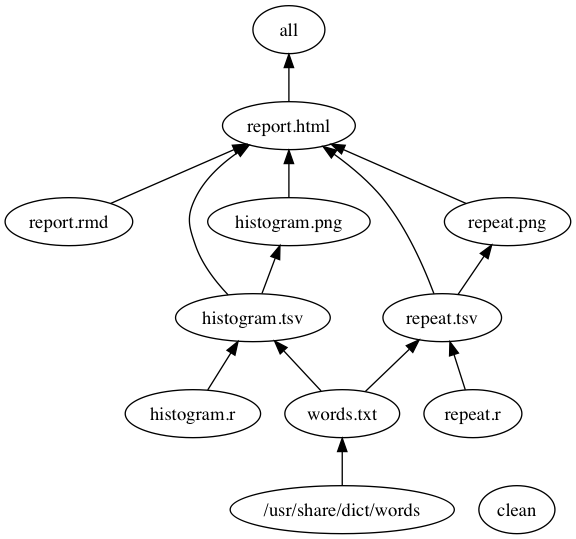 all
report.html
report.rmd
histogram.png
repeat.png
histogram.tsv
repeat.tsv
histogram.r
words.txt
repeat.r
/usr/share/dict/words
clean